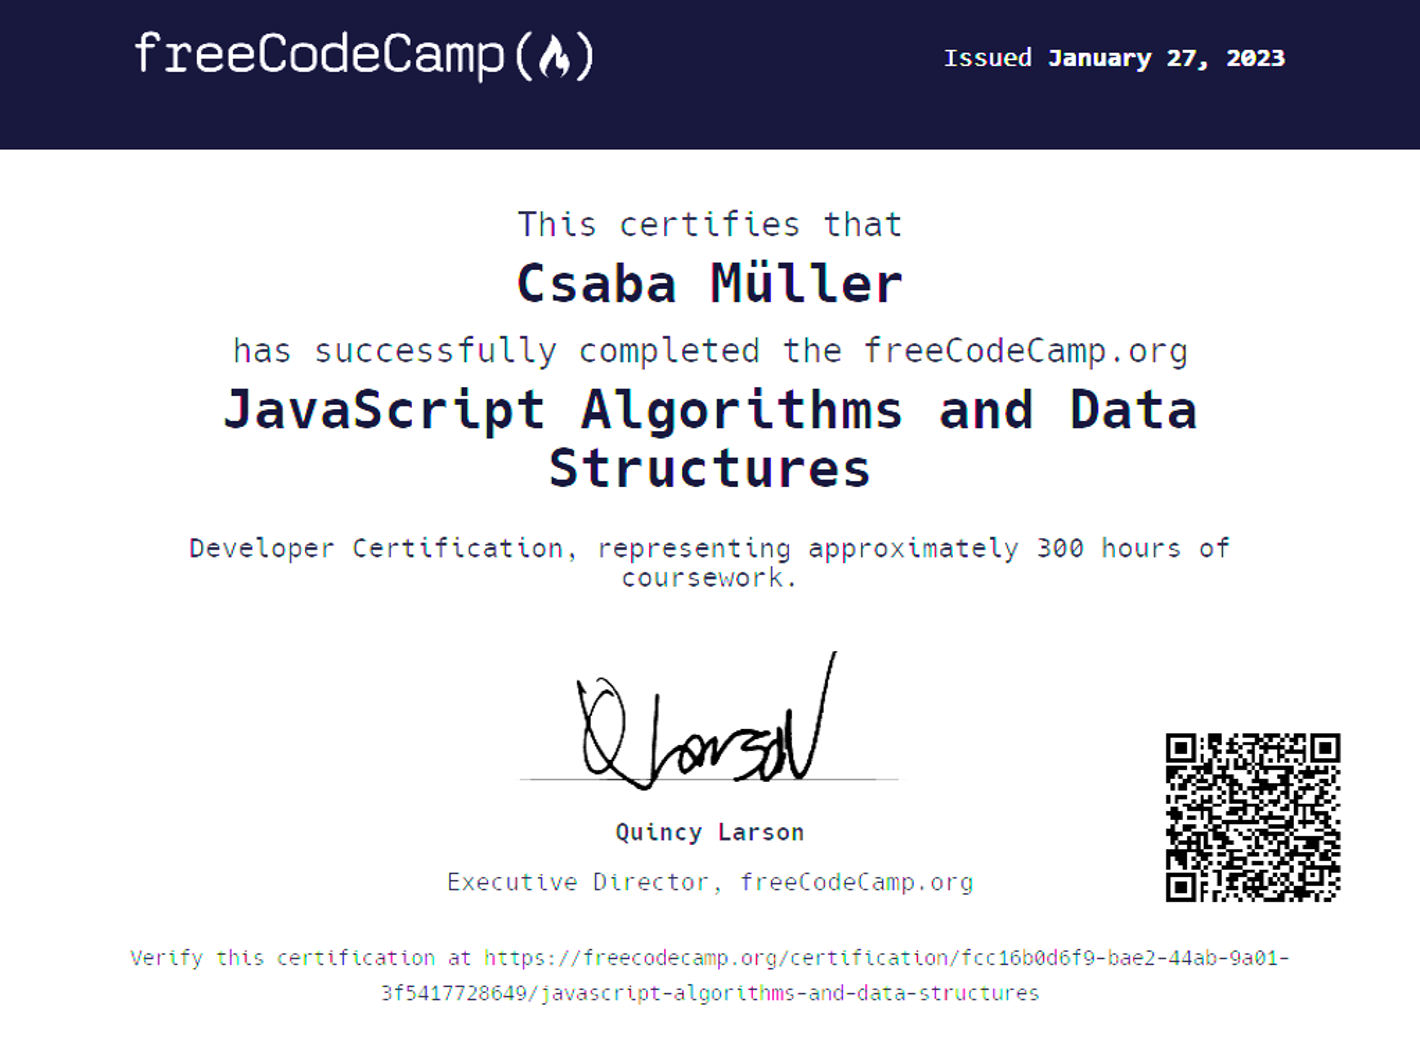 freeCodeCamp(🔥)
Issued January 27, 2023
This certifies that
Csaba Müller
has successfully completed the freeCodeCamp.org
JavaScript Algorithms and Data
Structures
Developer Certification, representing approximately 300 hours of
coursework.
Q Larson
Quincy Larson
Executive Director, freeCodeCamp.org
Verify this certification at https://freecodecamp.org/certification/fcc16b0d6f9-bae2-44ab-9a01-
3f5417728649/javascript-algorithms-and-data-structures